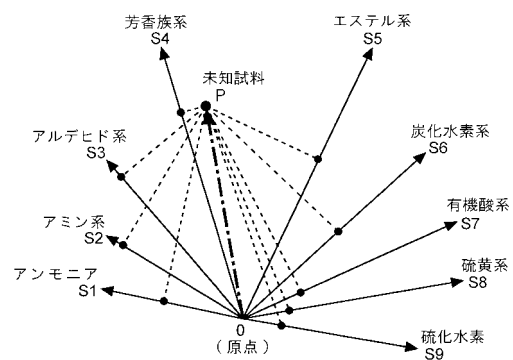 芳香族系
S4
エステル系
S5
未知試料
P
アルデヒド系
S3
炭化水素系
S6
アミン系
S2
有機酸系
S7
アンモニア
S1
硫黄系
S8
0
(原点)
硫化水素
S9